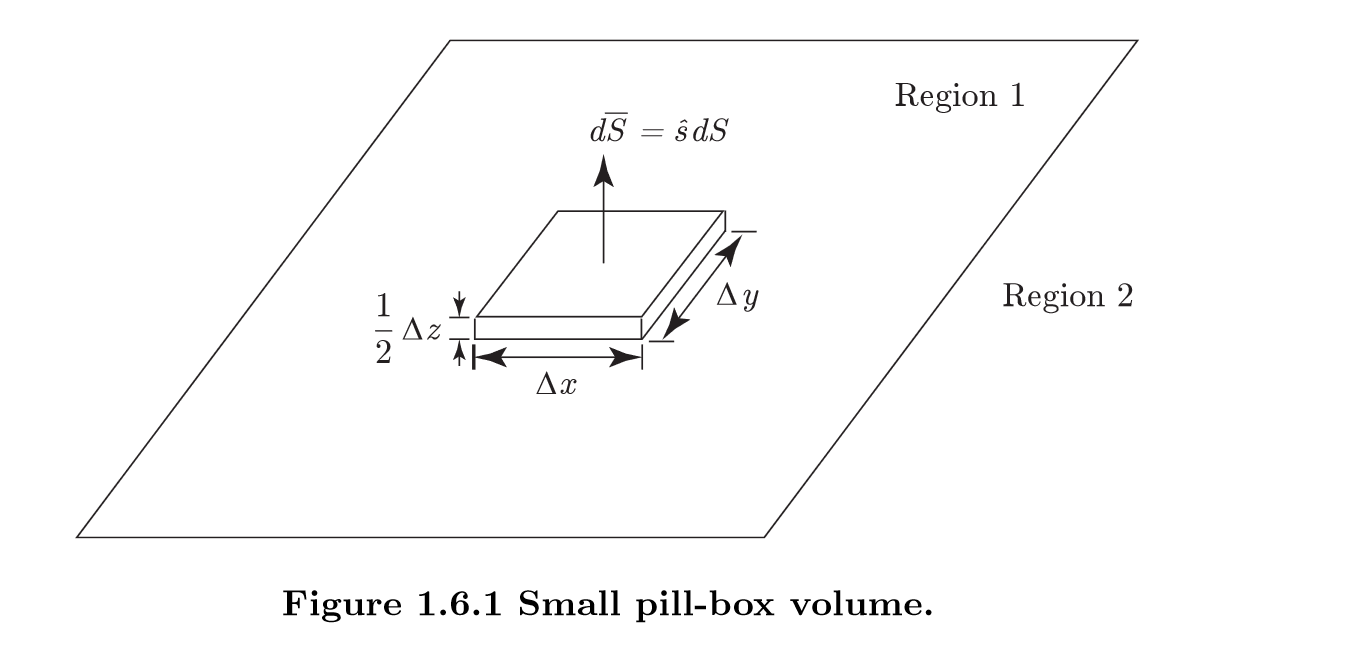 Region 1
$d\overline{S} = \hat{s}\,dS$
Region 2
$\Delta y$
$\frac{1}{2} \Delta z$
$\Delta x$
Figure 1.6.1 Small pill-box volume.